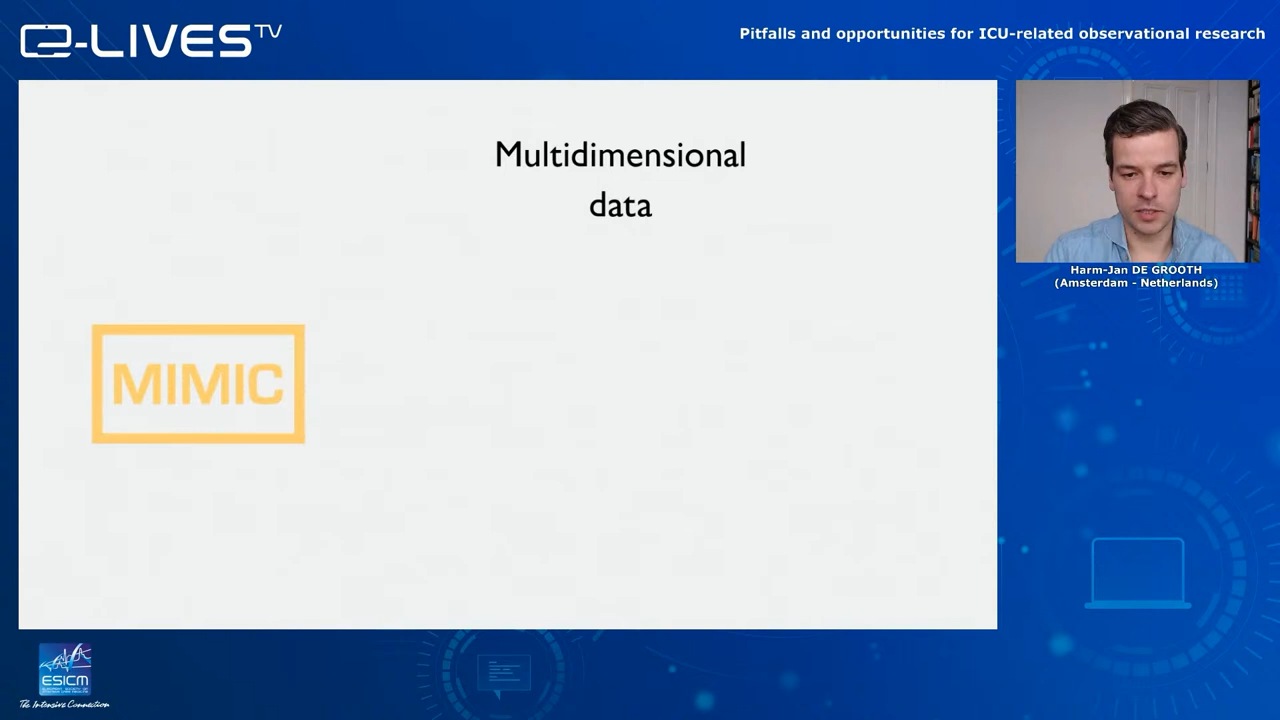 e-LIVES TV
Pitfalls and opportunities for ICU-related observational research
Multidimensional
data
MIMIC
Harm-Jan DE GROOTH
(Amsterdam - Netherlands)
ESICM
The Intensive Connection